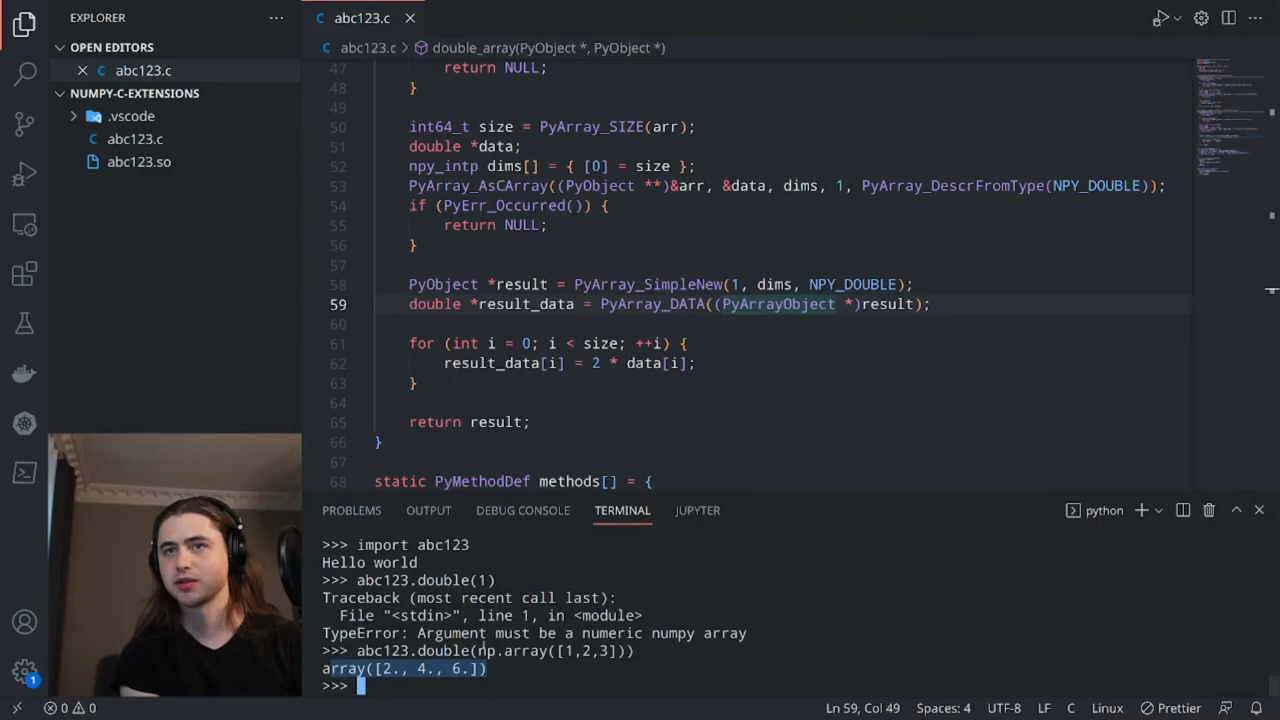 EXPLORER
OPEN EDITORS
abc123.c
NUMPY-C-EXTENSIONS
.vscode
abc123.c
abc123.so
1
abc123.c
abc123.c > double_array(PyObject *, PyObject *)
47 return NULL;
48 }
49
50 int64_t size = PyArray_SIZE(arr);
51 double *data;
52 npy_intp dims[] = { [0] = size };
53 PyArray_AsCArray((PyObject **)&arr, &data, dims, 1, PyArray_DescrFromType(NPY_DOUBLE));
54 if (PyErr_Occurred()) {
55 return NULL;
56 }
57
58 PyObject *result = PyArray_SimpleNew(1, dims, NPY_DOUBLE);
59 double *result_data = PyArray_DATA((PyArrayObject *)result);
60
61 for (int i = 0; i < size; ++i) {
62 result_data[i] = 2 * data[i];
63 }
64
65 return result;
66 }
67
68 static PyMethodDef methods[] = {
PROBLEMS OUTPUT DEBUG CONSOLE TERMINAL JUPYTER python
>>> import abc123
Hello world
>>> abc123.double(1)
Traceback (most recent call last):
File "<stdin>", line 1, in <module>
TypeError: Argument must be a numeric numpy array
>>> abc123.double(np.array([1,2,3]))
array([2., 4., 6.])
>>>
0 0 Ln 59, Col 49 Spaces: 4 UTF-8 LF C Linux Prettier